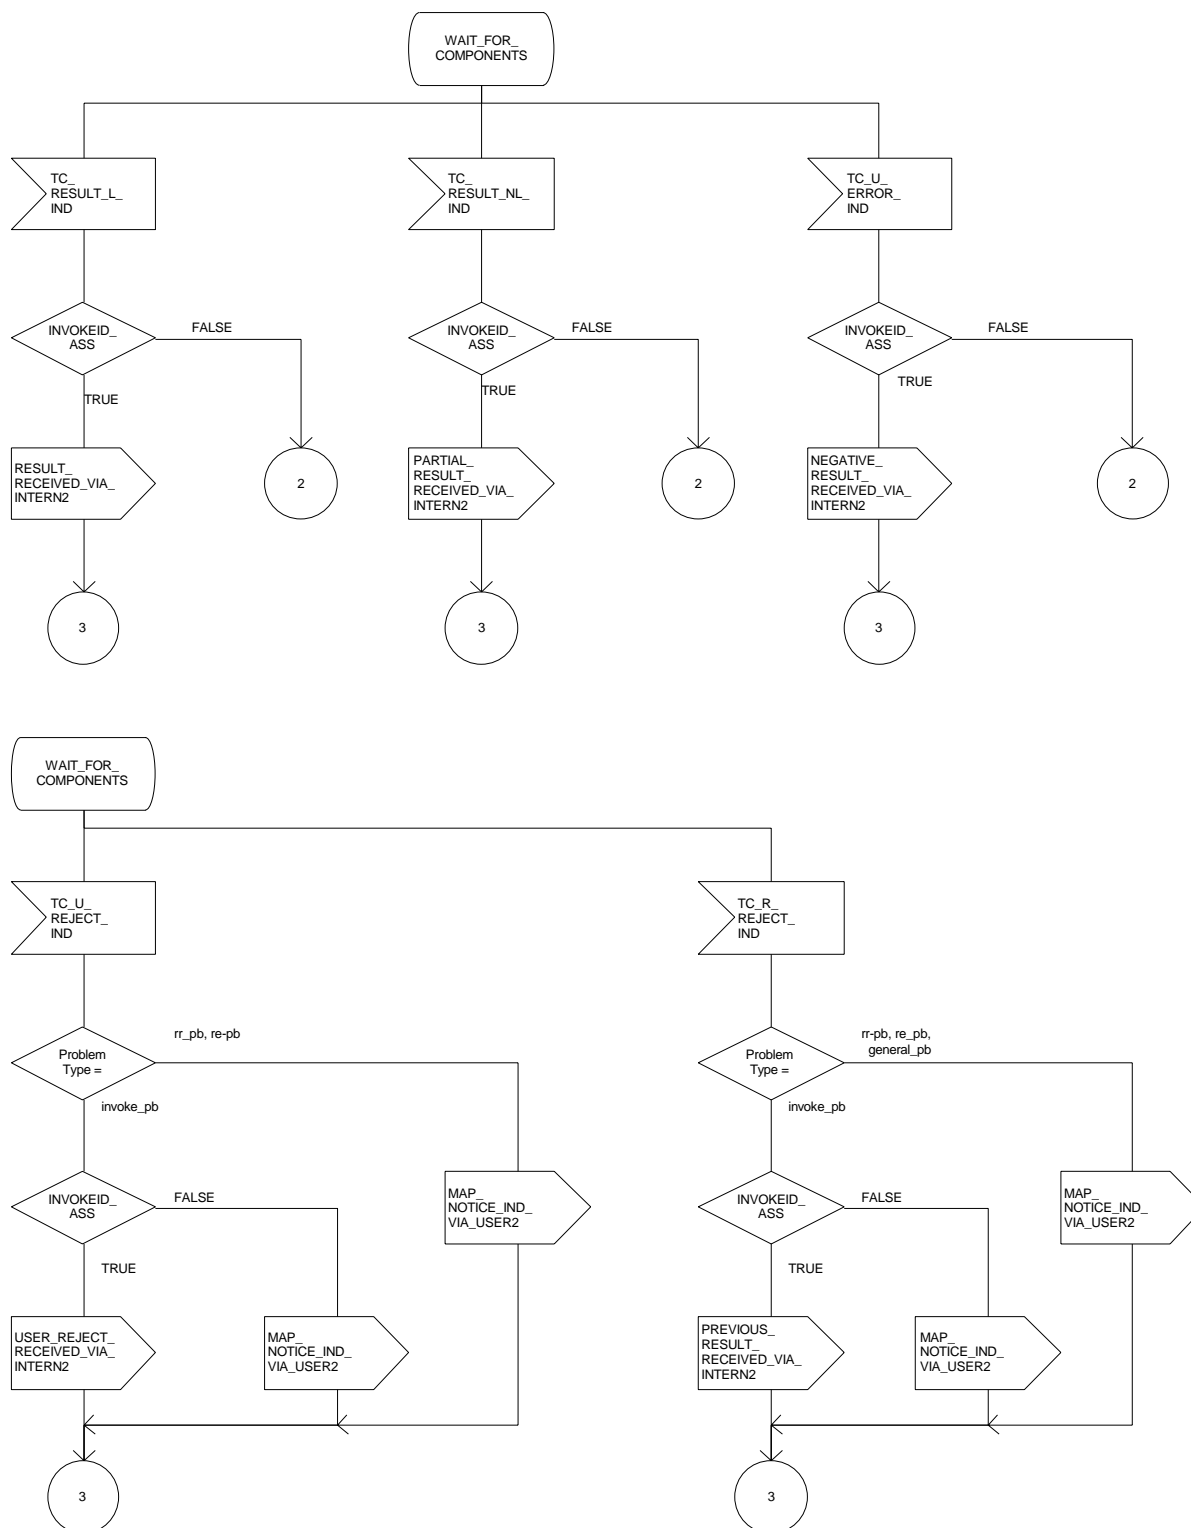 WAIT_FOR_
COMPONENTS
TC_
RESULT_L_
IND
TC_
RESULT_NL_
IND
TC_U_
ERROR_
IND
INVOKEID_
ASS
FALSE
TRUE
INVOKEID_
ASS
FALSE
TRUE
INVOKEID_
ASS
FALSE
TRUE
RESULT_
RECEIVED_VIA_
INTERN2
2
PARTIAL_
RESULT_
RECEIVED_VIA_
INTERN2
2
NEGATIVE_
RESULT_
RECEIVED_VIA_
INTERN2
2
3
3
3
WAIT_FOR_
COMPONENTS
TC_U_
REJECT_
IND
TC_R_
REJECT_
IND
Problem
Type =
rr_pb, re-pb
invoke_pb
Problem
Type =
rr-pb, re_pb,
general_pb
invoke_pb
INVOKEID_
ASS
FALSE
TRUE
MAP_
NOTICE_IND_
VIA_USER2
INVOKEID_
ASS
FALSE
TRUE
MAP_
NOTICE_IND_
VIA_USER2
USER_REJECT_
RECEIVED_VIA_
INTERN2
MAP_
NOTICE_IND_
VIA_USER2
PREVIOUS_
RESULT_
RECEIVED_VIA_
INTERN2
MAP_
NOTICE_IND_
VIA_USER2
3
3